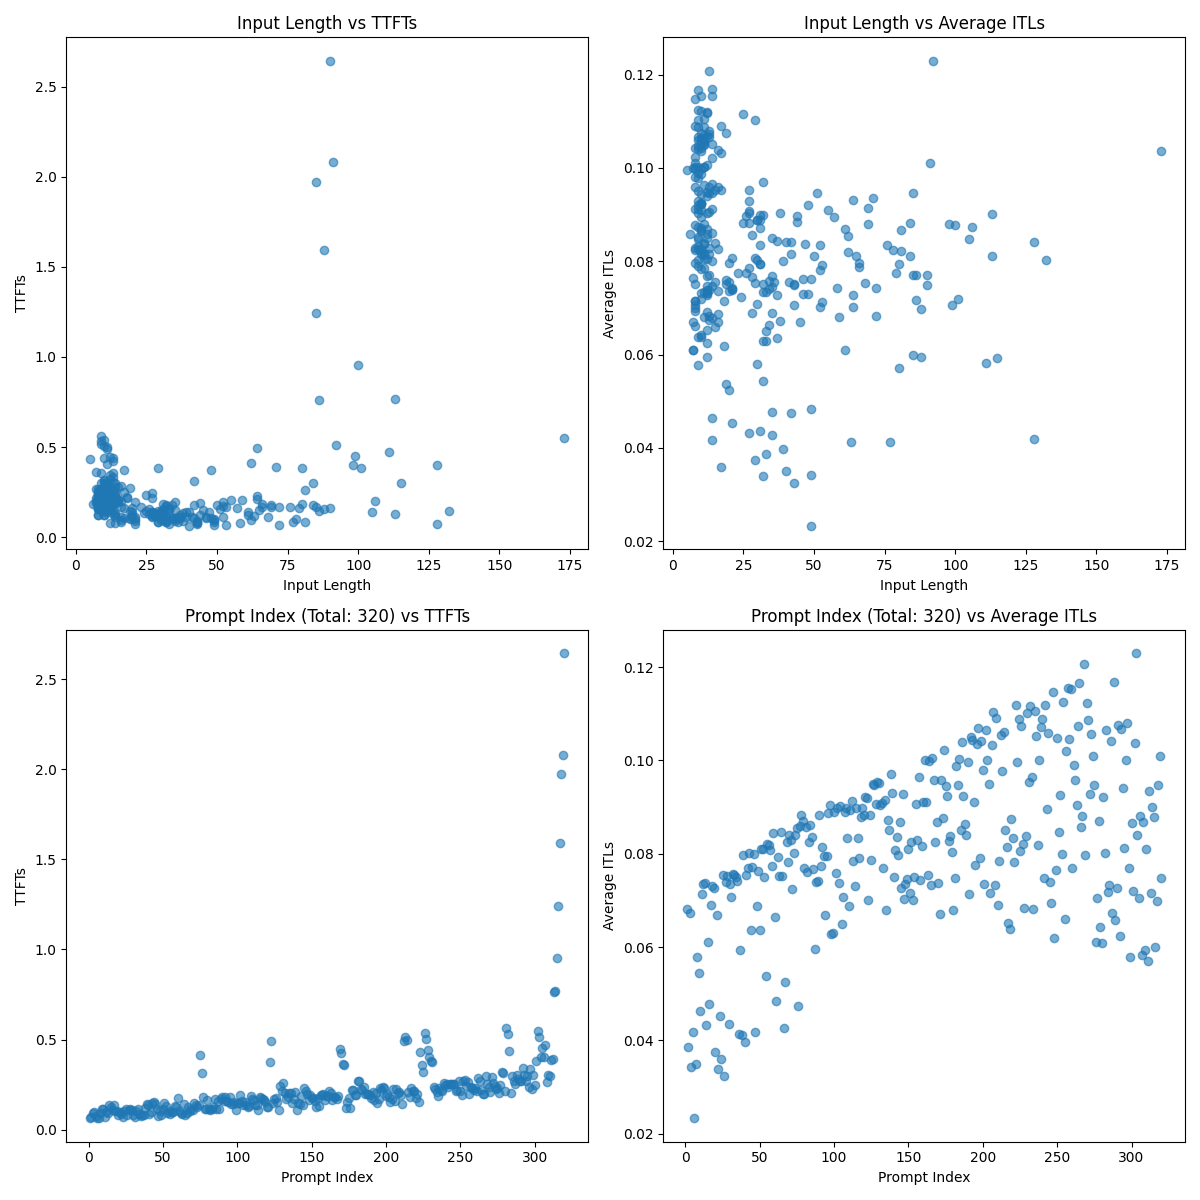 Input Length vs TTFTs
TTFTs
2.5
2.0
1.5
1.0
0.5
0.0
0 25 50 75 100 125 150 175
Input Length
Input Length vs Average ITLs
Average ITLs
0.12
0.10
0.08
0.06
0.04
0.02
0 25 50 75 100 125 150 175
Input Length
Prompt Index (Total: 320) vs TTFTs
TTFTs
2.5
2.0
1.5
1.0
0.5
0.0
0 50 100 150 200 250 300
Prompt Index
Prompt Index (Total: 320) vs Average ITLs
Average ITLs
0.12
0.10
0.08
0.06
0.04
0.02
0 50 100 150 200 250 300
Prompt Index